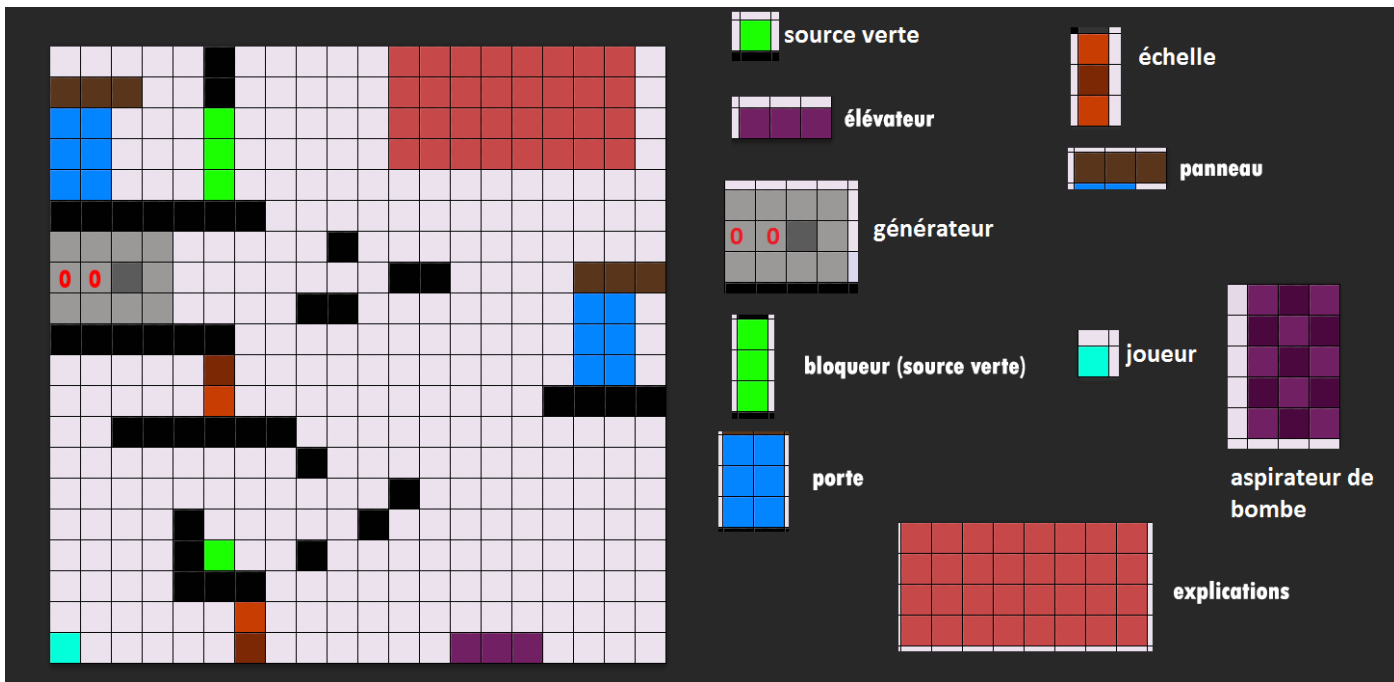 source verte
échelle
élévateur
panneau
générateur
0 0
0 0
bloqueur (source verte)
joueur
porte
aspirateur de
bombe
explications